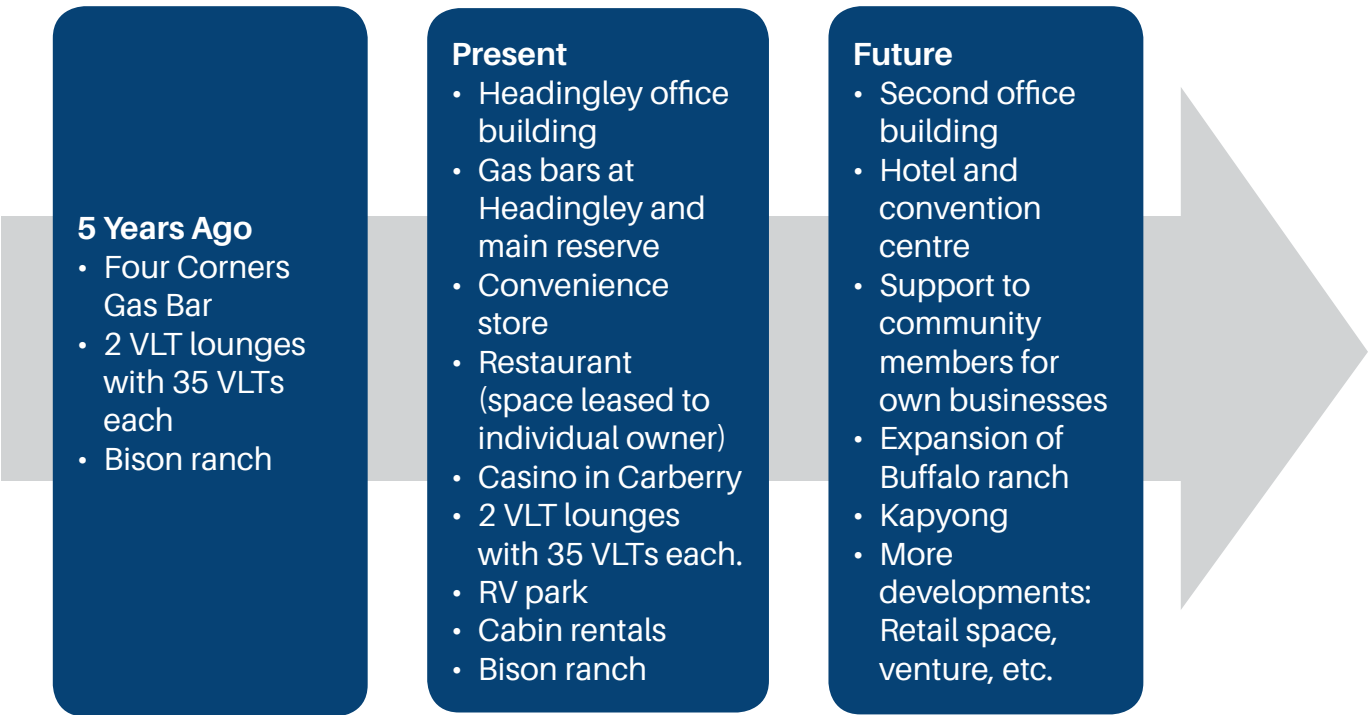 5 Years Ago
• Four Corners
Gas Bar
• 2 VLT lounges
with 35 VLTs
each
• Bison ranch
Present
• Headingley office
building
• Gas bars at
Headingley and
main reserve
• Convenience
store
• Restaurant
(space leased to
individual owner)
• Casino in Carberry
• 2 VLT lounges
with 35 VLTs each.
• RV park
• Cabin rentals
• Bison ranch
Future
• Second office
building
• Hotel and
convention
centre
• Support to
community
members for
own businesses
• Expansion of
Buffalo ranch
• Kapyong
• More
developments:
Retail space,
venture, etc.